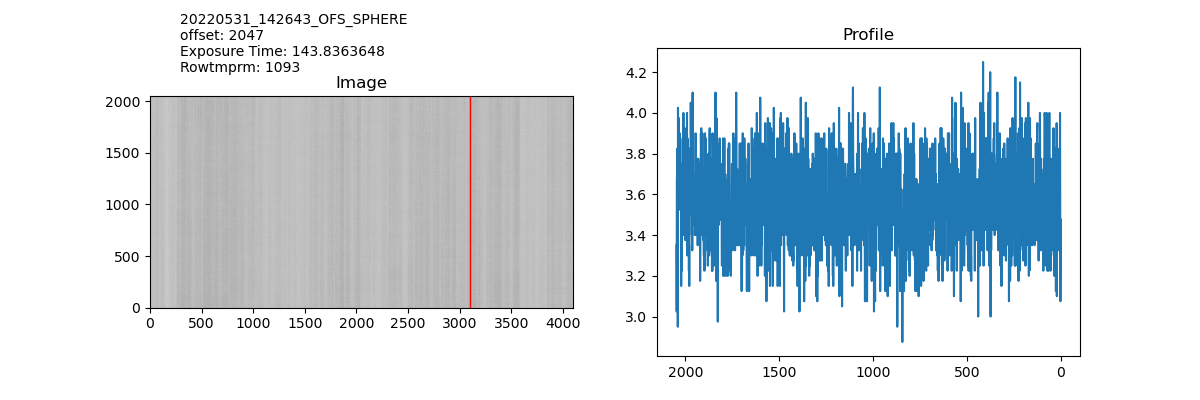 20220531_142643_OFS_SPHERE
offset: 2047
Exposure Time: 143.8363648
Rowtmprm: 1093
Image
2000
1500
1000
500
0
0 500 1000 1500 2000 2500 3000 3500 4000
Profile
4.2
4.0
3.8
3.6
3.4
3.2
3.0
2000 1500 1000 500 0